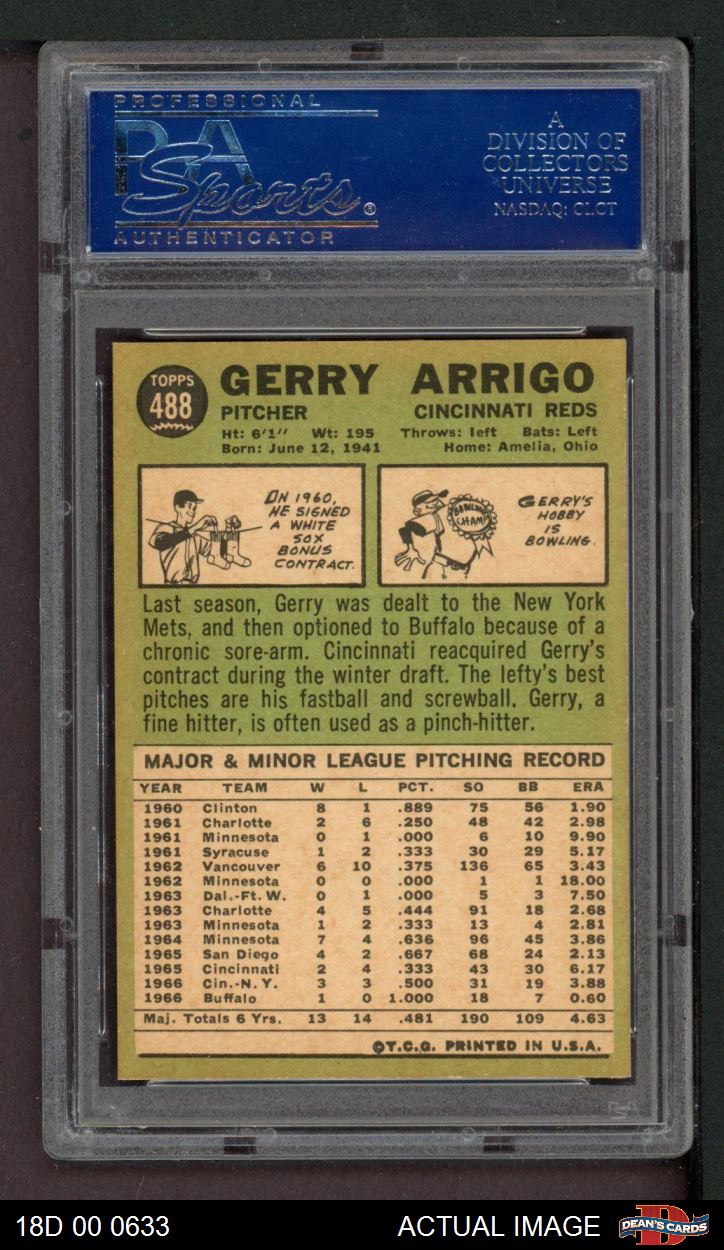 PROFESSIONAL
PSA
Sports®
AUTHENTICATOR
A
DIVISION OF
COLLECTORS
UNIVERSE
NASDAQ: CLCT
TOPPS
488
GERRY ARRIGO
PITCHER CINCINNATI REDS
Ht: 6'1'' Wt: 195 Throws: left Bats: Left
Born: June 12, 1941 Home: Amelia, Ohio
IN 1960,
HE SIGNED
A WHITE
SOX
BONUS
CONTRACT.
BOWLING
CHAMP
GERRY'S
HOBBY
IS
BOWLING.
Last season, Gerry was dealt to the New York
Mets, and then optioned to Buffalo because of a
chronic sore-arm. Cincinnati reacquired Gerry's
contract during the winter draft. The lefty's best
pitches are his fastball and screwball. Gerry, a
fine hitter, is often used as a pinch-hitter.
MAJOR & MINOR LEAGUE PITCHING RECORD
YEAR TEAM W L PCT. SO BB ERA
1960 Clinton 8 1 .889 75 56 1.90
1961 Charlotte 2 6 .250 48 42 2.98
1961 Minnesota 0 1 .000 6 10 9.90
1961 Syracuse 1 2 .333 30 29 5.17
1962 Vancouver 6 10 .375 136 65 3.43
1962 Minnesota 0 0 .000 1 1 18.00
1963 Dal.-Ft. W. 0 1 .000 5 3 7.50
1963 Charlotte 4 5 .444 91 18 2.68
1963 Minnesota 1 2 .333 13 4 2.81
1964 Minnesota 7 4 .636 96 45 3.86
1965 San Diego 4 2 .667 68 24 2.13
1965 Cincinnati 2 4 .333 43 30 6.17
1966 Cin.-N. Y. 3 3 .500 31 19 3.88
1966 Buffalo 1 0 1.000 18 7 0.60
Maj. Totals 6 Yrs. 13 14 .481 190 109 4.63
©T.C.G. PRINTED IN U.S.A.
PSA
18D 00 0633
ACTUAL IMAGE
DEAN'S CARDS